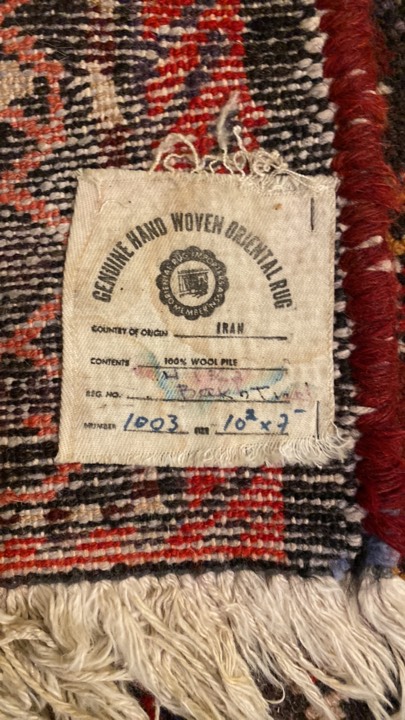 GENUINE HAND WOVEN ORIENTAL RUG
COUNTRY OF ORIGIN IRAN
CONTENTS 100% WOOL PILE
REG. NO.
NUMBER 1003 SIZE 10² x 7⁻